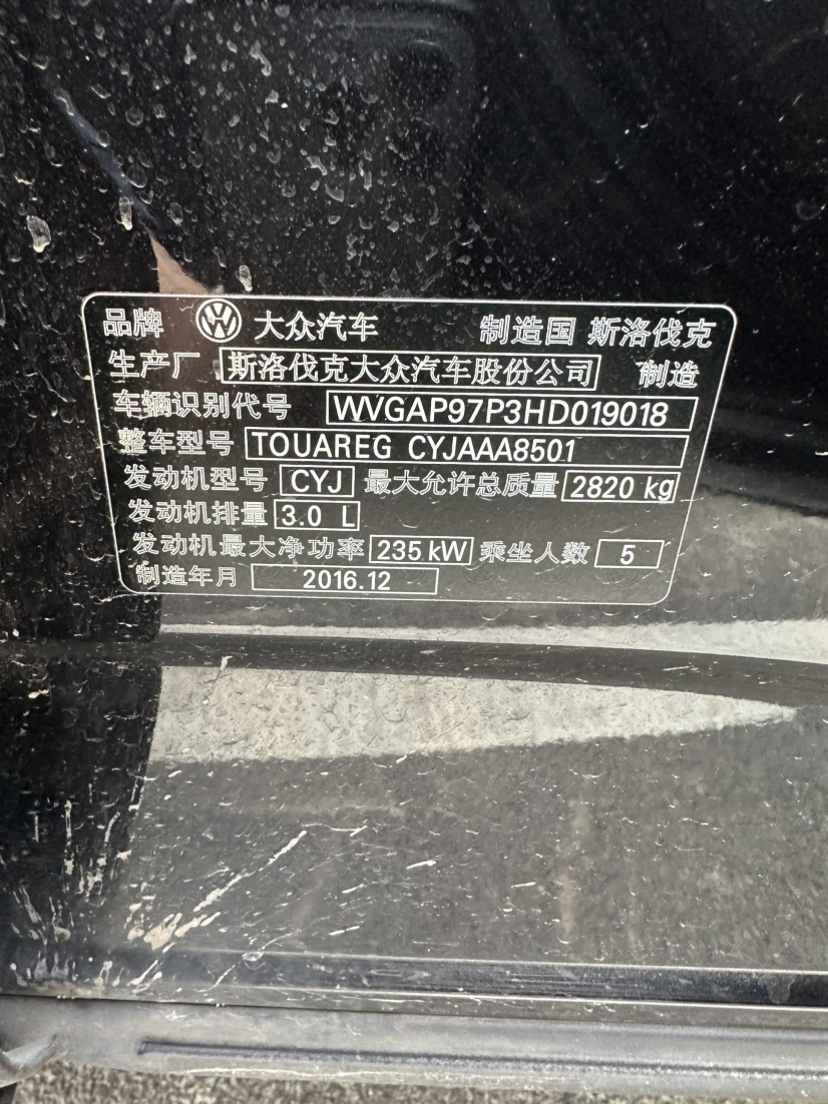 品牌 大众汽车 制造国 斯洛伐克
生产厂 斯洛伐克大众汽车股份公司 制造
车辆识别代号 WVGAP97P3HD019018
整车型号 TOUAREG CYJAAA8501
发动机型号 CYJ 最大允许总质量 2820 kg
发动机排量 3.0 L
发动机最大净功率 235 kW 乘坐人数 5
制造年月 2016.12